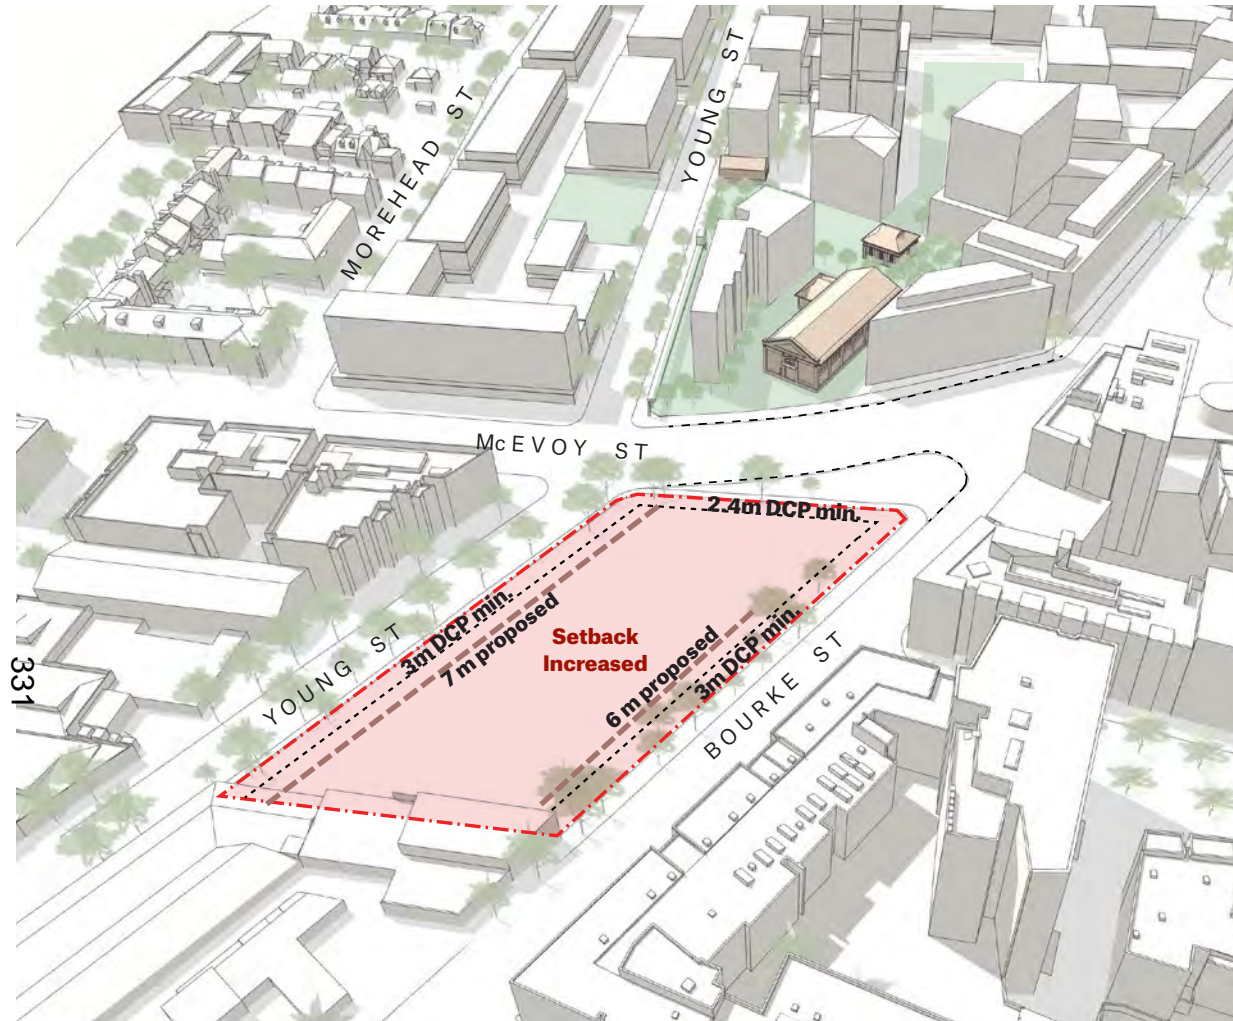 YOUNG ST
MOREHEAD ST
McEVOY ST
2.4m DCP min.
3m DCP min.
7m proposed
Setback
Increased
6 m proposed
3m DCP min.
YOUNG ST
BOURKE ST
331